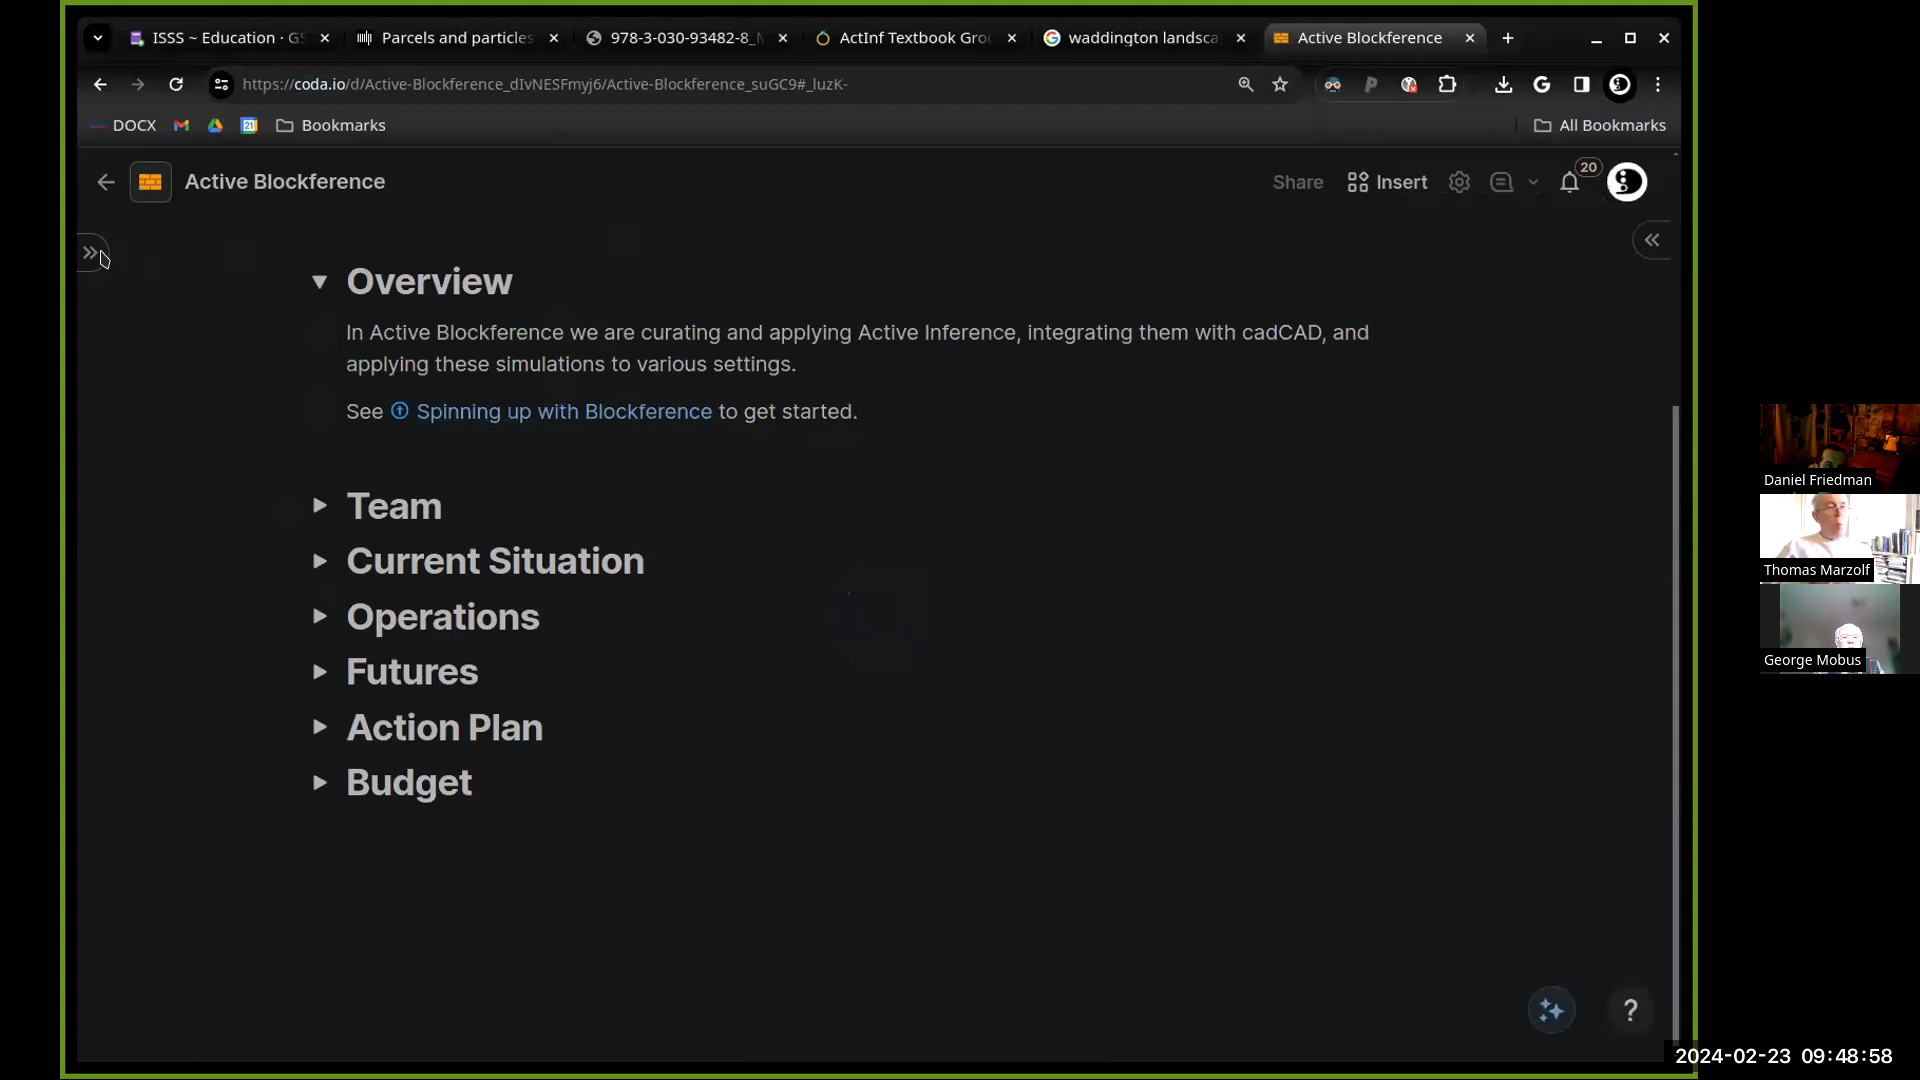 ISSS ~ Education · GS
Parcels and particles
978-3-030-93482-8_
ActInf Textbook Gro
waddington landsca
Active Blockference
https://coda.io/d/Active-Blockference_dIvNESFmyj6/Active-Blockference_suGC9#_luzK-
DOCX
21
Bookmarks
All Bookmarks
Active Blockference
Share
Insert
20
Overview
In Active Blockference we are curating and applying Active Inference, integrating them with cadCAD, and
applying these simulations to various settings.
See Spinning up with Blockference to get started.
Team
Current Situation
Operations
Futures
Action Plan
Budget
?
Daniel Friedman
Thomas Marzolf
George Mobus
2024-02-23 09:48:58